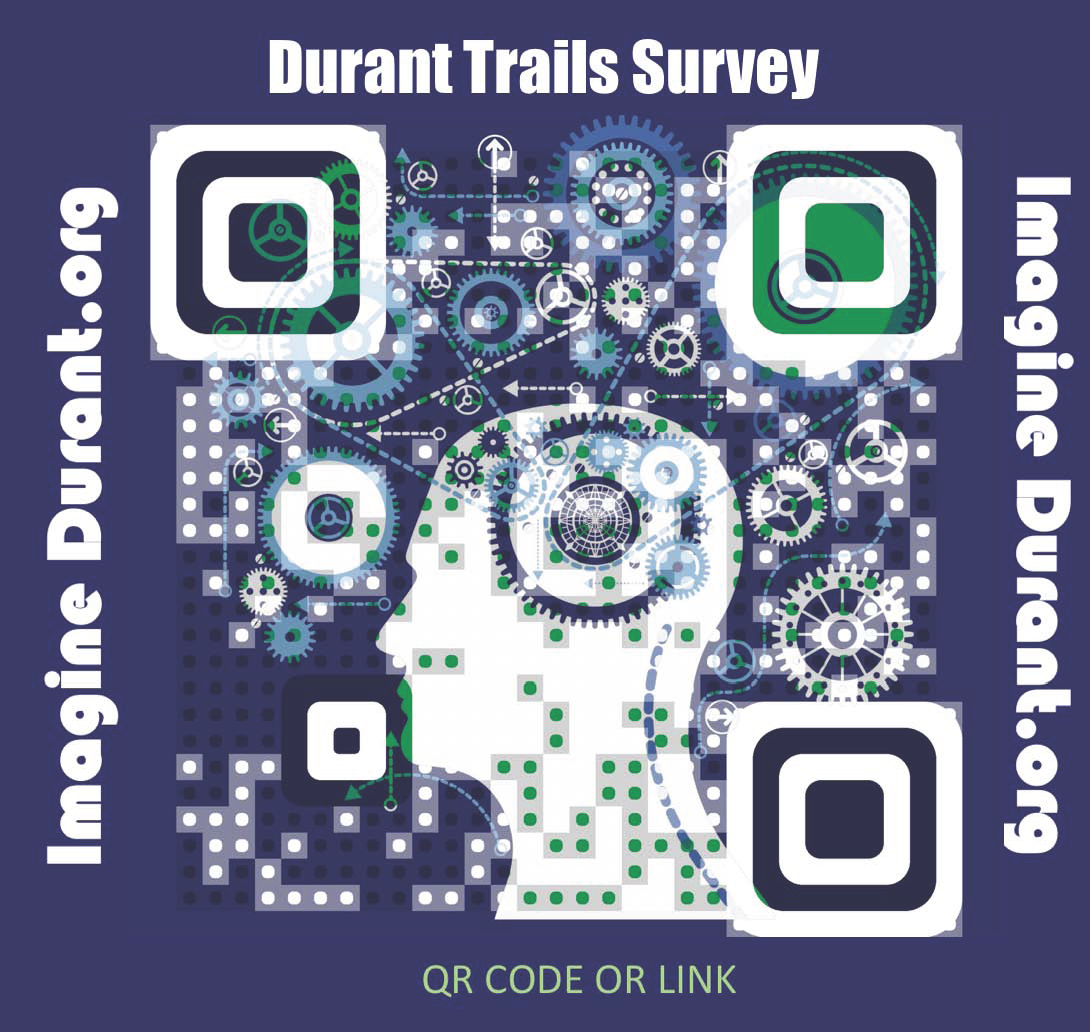 Durant Trails Survey
Imagine Durant.org
Imagine Durant.org
QR CODE OR LINK